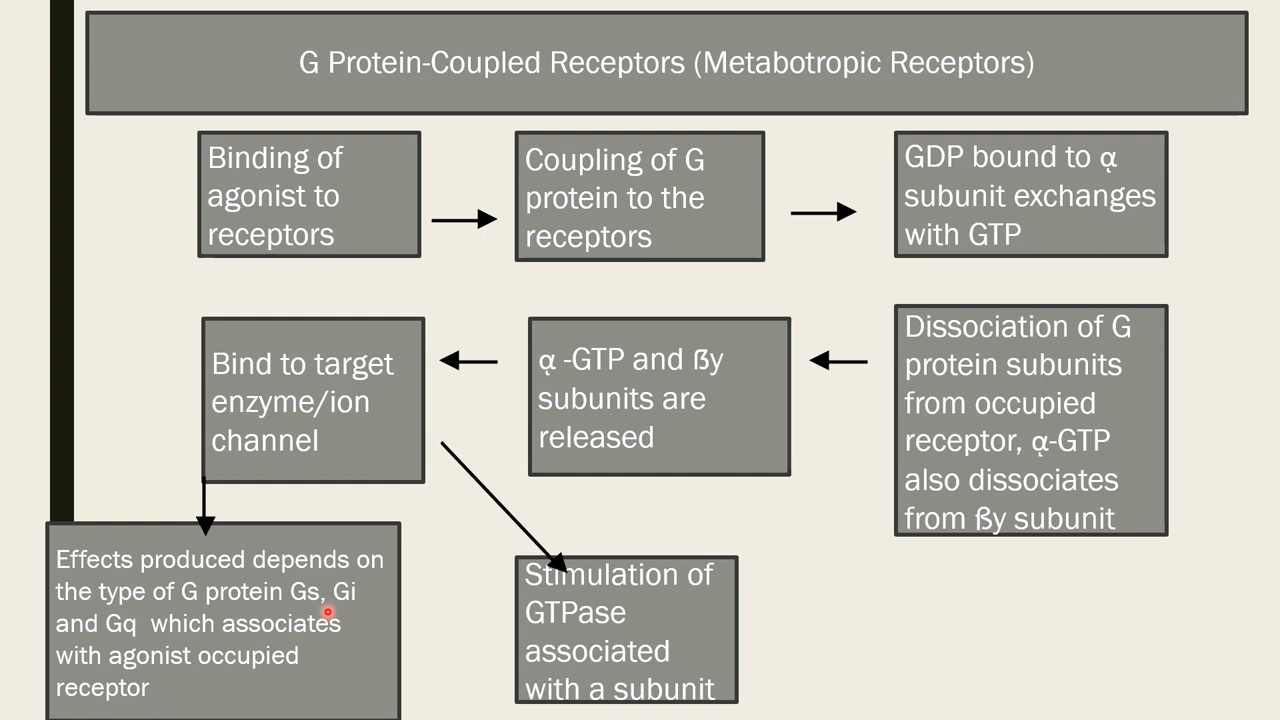 G Protein-Coupled Receptors (Metabotropic Receptors)
Binding of
agonist to
receptors
Coupling of G
protein to the
receptors
GDP bound to ᾳ
subunit exchanges
with GTP
Dissociation of G
protein subunits
from occupied
receptor, ᾳ-GTP
also dissociates
from ßy subunit
ᾳ -GTP and ßy
subunits are
released
Bind to target
enzyme/ion
channel
Effects produced depends on
the type of G protein Gs, Gi
and Gq  which associates
with agonist occupied
receptor
Stimulation of
GTPase
associated
with a subunit